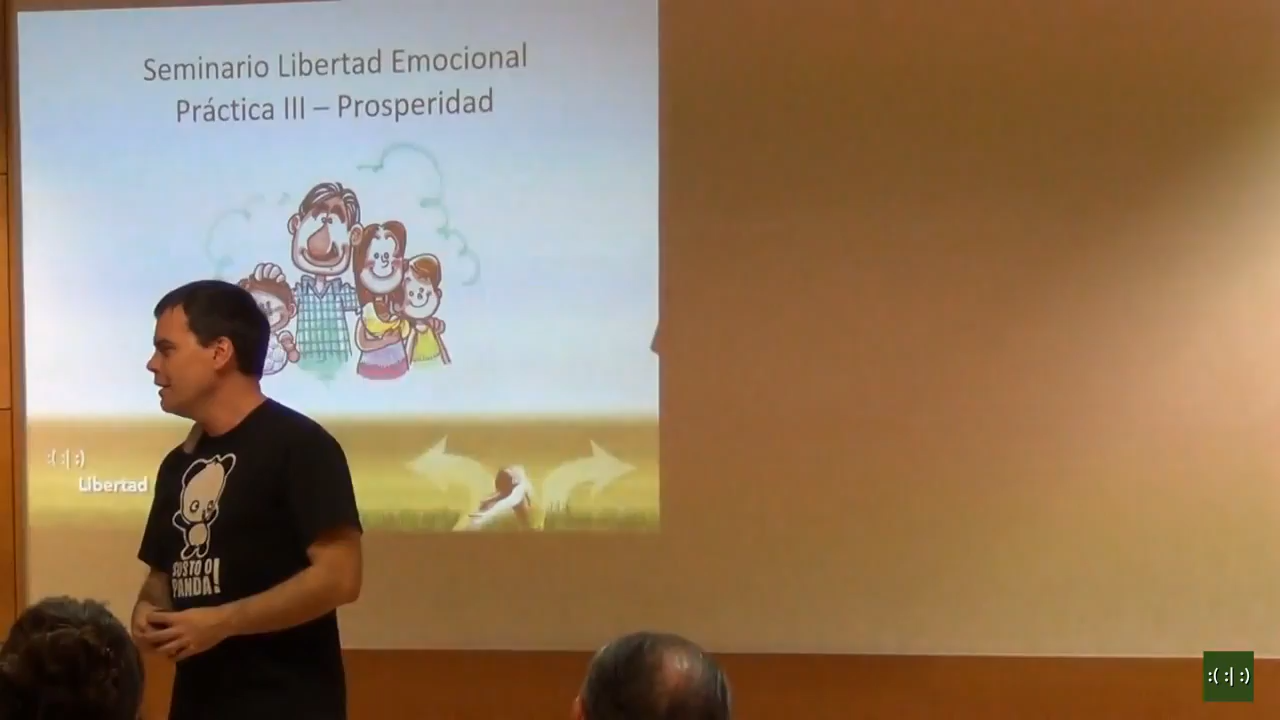 Seminario Libertad Emocional
Práctica III – Prosperidad
:( :| :)
Libertad
SUSTO O
PANDA!
:( :| :)